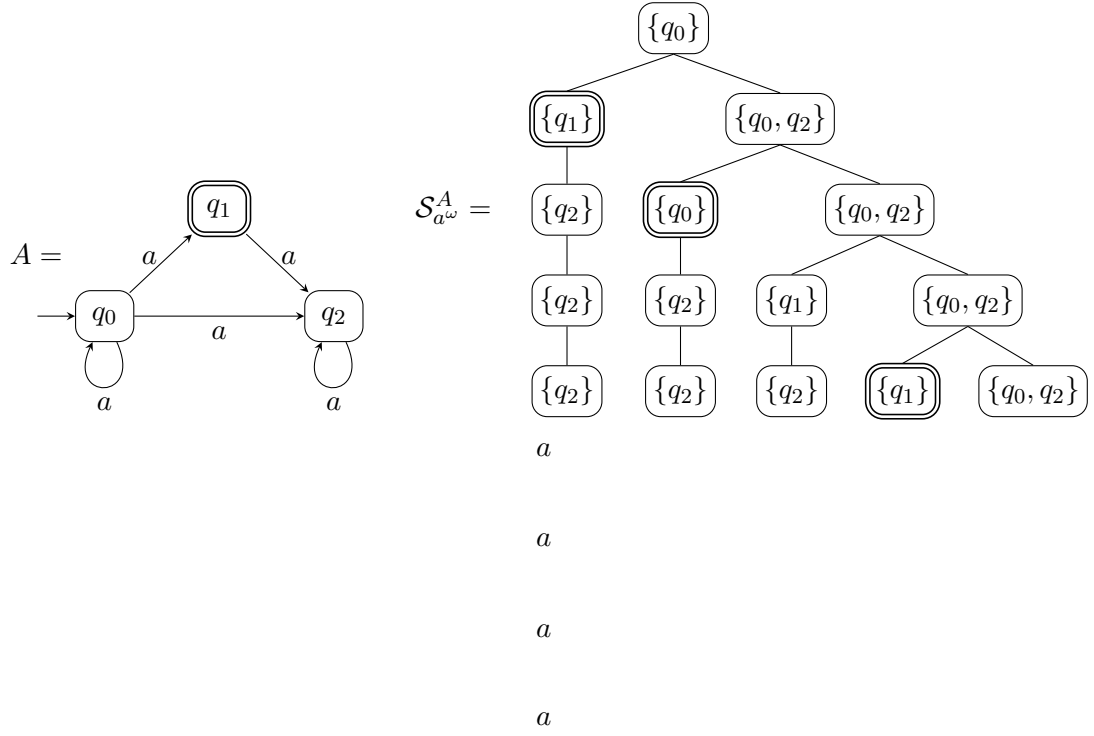 {q₀}
{q₁} {q₀, q₂}
q₁ 𝒮ᴬₐω = {q₂} {q₀} {q₀, q₂}
A = a a
q₀ a q₂ {q₂} {q₂} {q₁} {q₀, q₂}
a a {q₂} {q₂} {q₂} {q₁} {q₀, q₂}
a
a
a
a